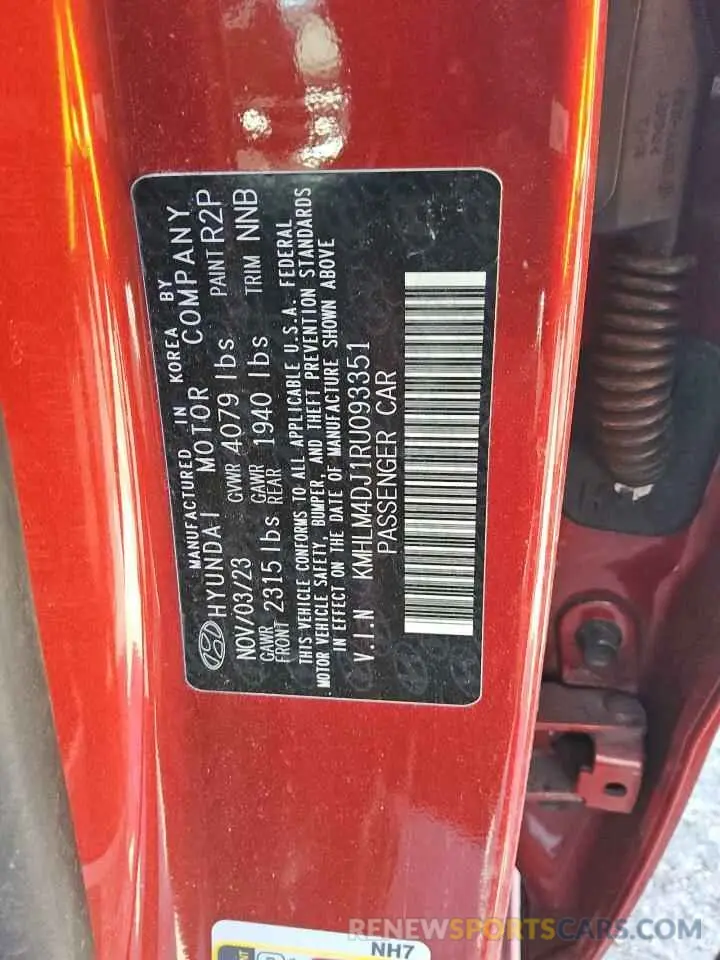 MANUFACTURED IN KOREA BY
HYUNDAI MOTOR COMPANY
NOV/03/23 GVWR 4079 lbs PAINT R2P
GAWR FRONT 2315 lbs GAWR REAR 1940 lbs TRIM NNB
THIS VEHICLE CONFORMS TO ALL APPLICABLE U.S.A. FEDERAL
MOTOR VEHICLE SAFETY, BUMPER, AND THEFT PREVENTION STANDARDS
IN EFFECT ON THE DATE OF MANUFACTURE SHOWN ABOVE
V.I.N KMHLM4DJ1RU093351
PASSENGER CAR
NH7
RENEWSPORTSCARS.COM